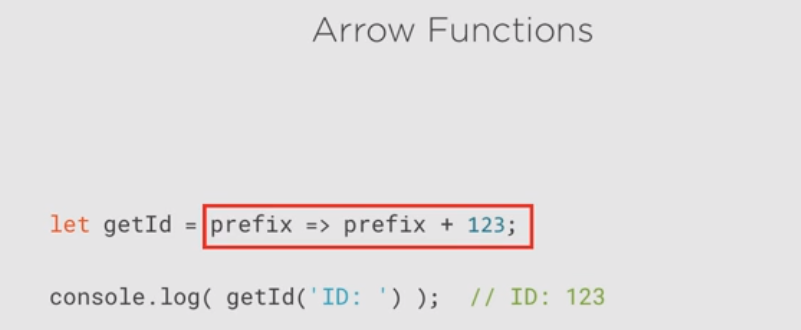 Arrow Functions
let getId = prefix => prefix + 123;
console.log( getId('ID: ') );  // ID: 123